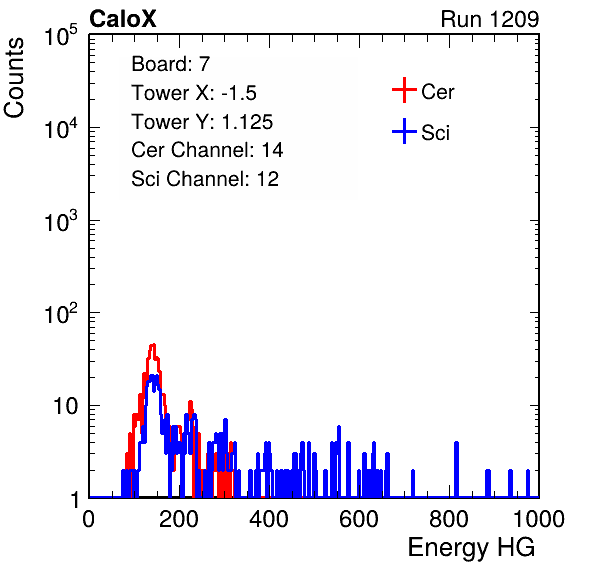 CaloX Run 1209
Counts
10^5
10^4
10^3
10^2
10
1
Board: 7
Tower X: -1.5
Tower Y: 1.125
Cer Channel: 14
Sci Channel: 12
Cer
Sci
0 200 400 600 800 1000
Energy HG